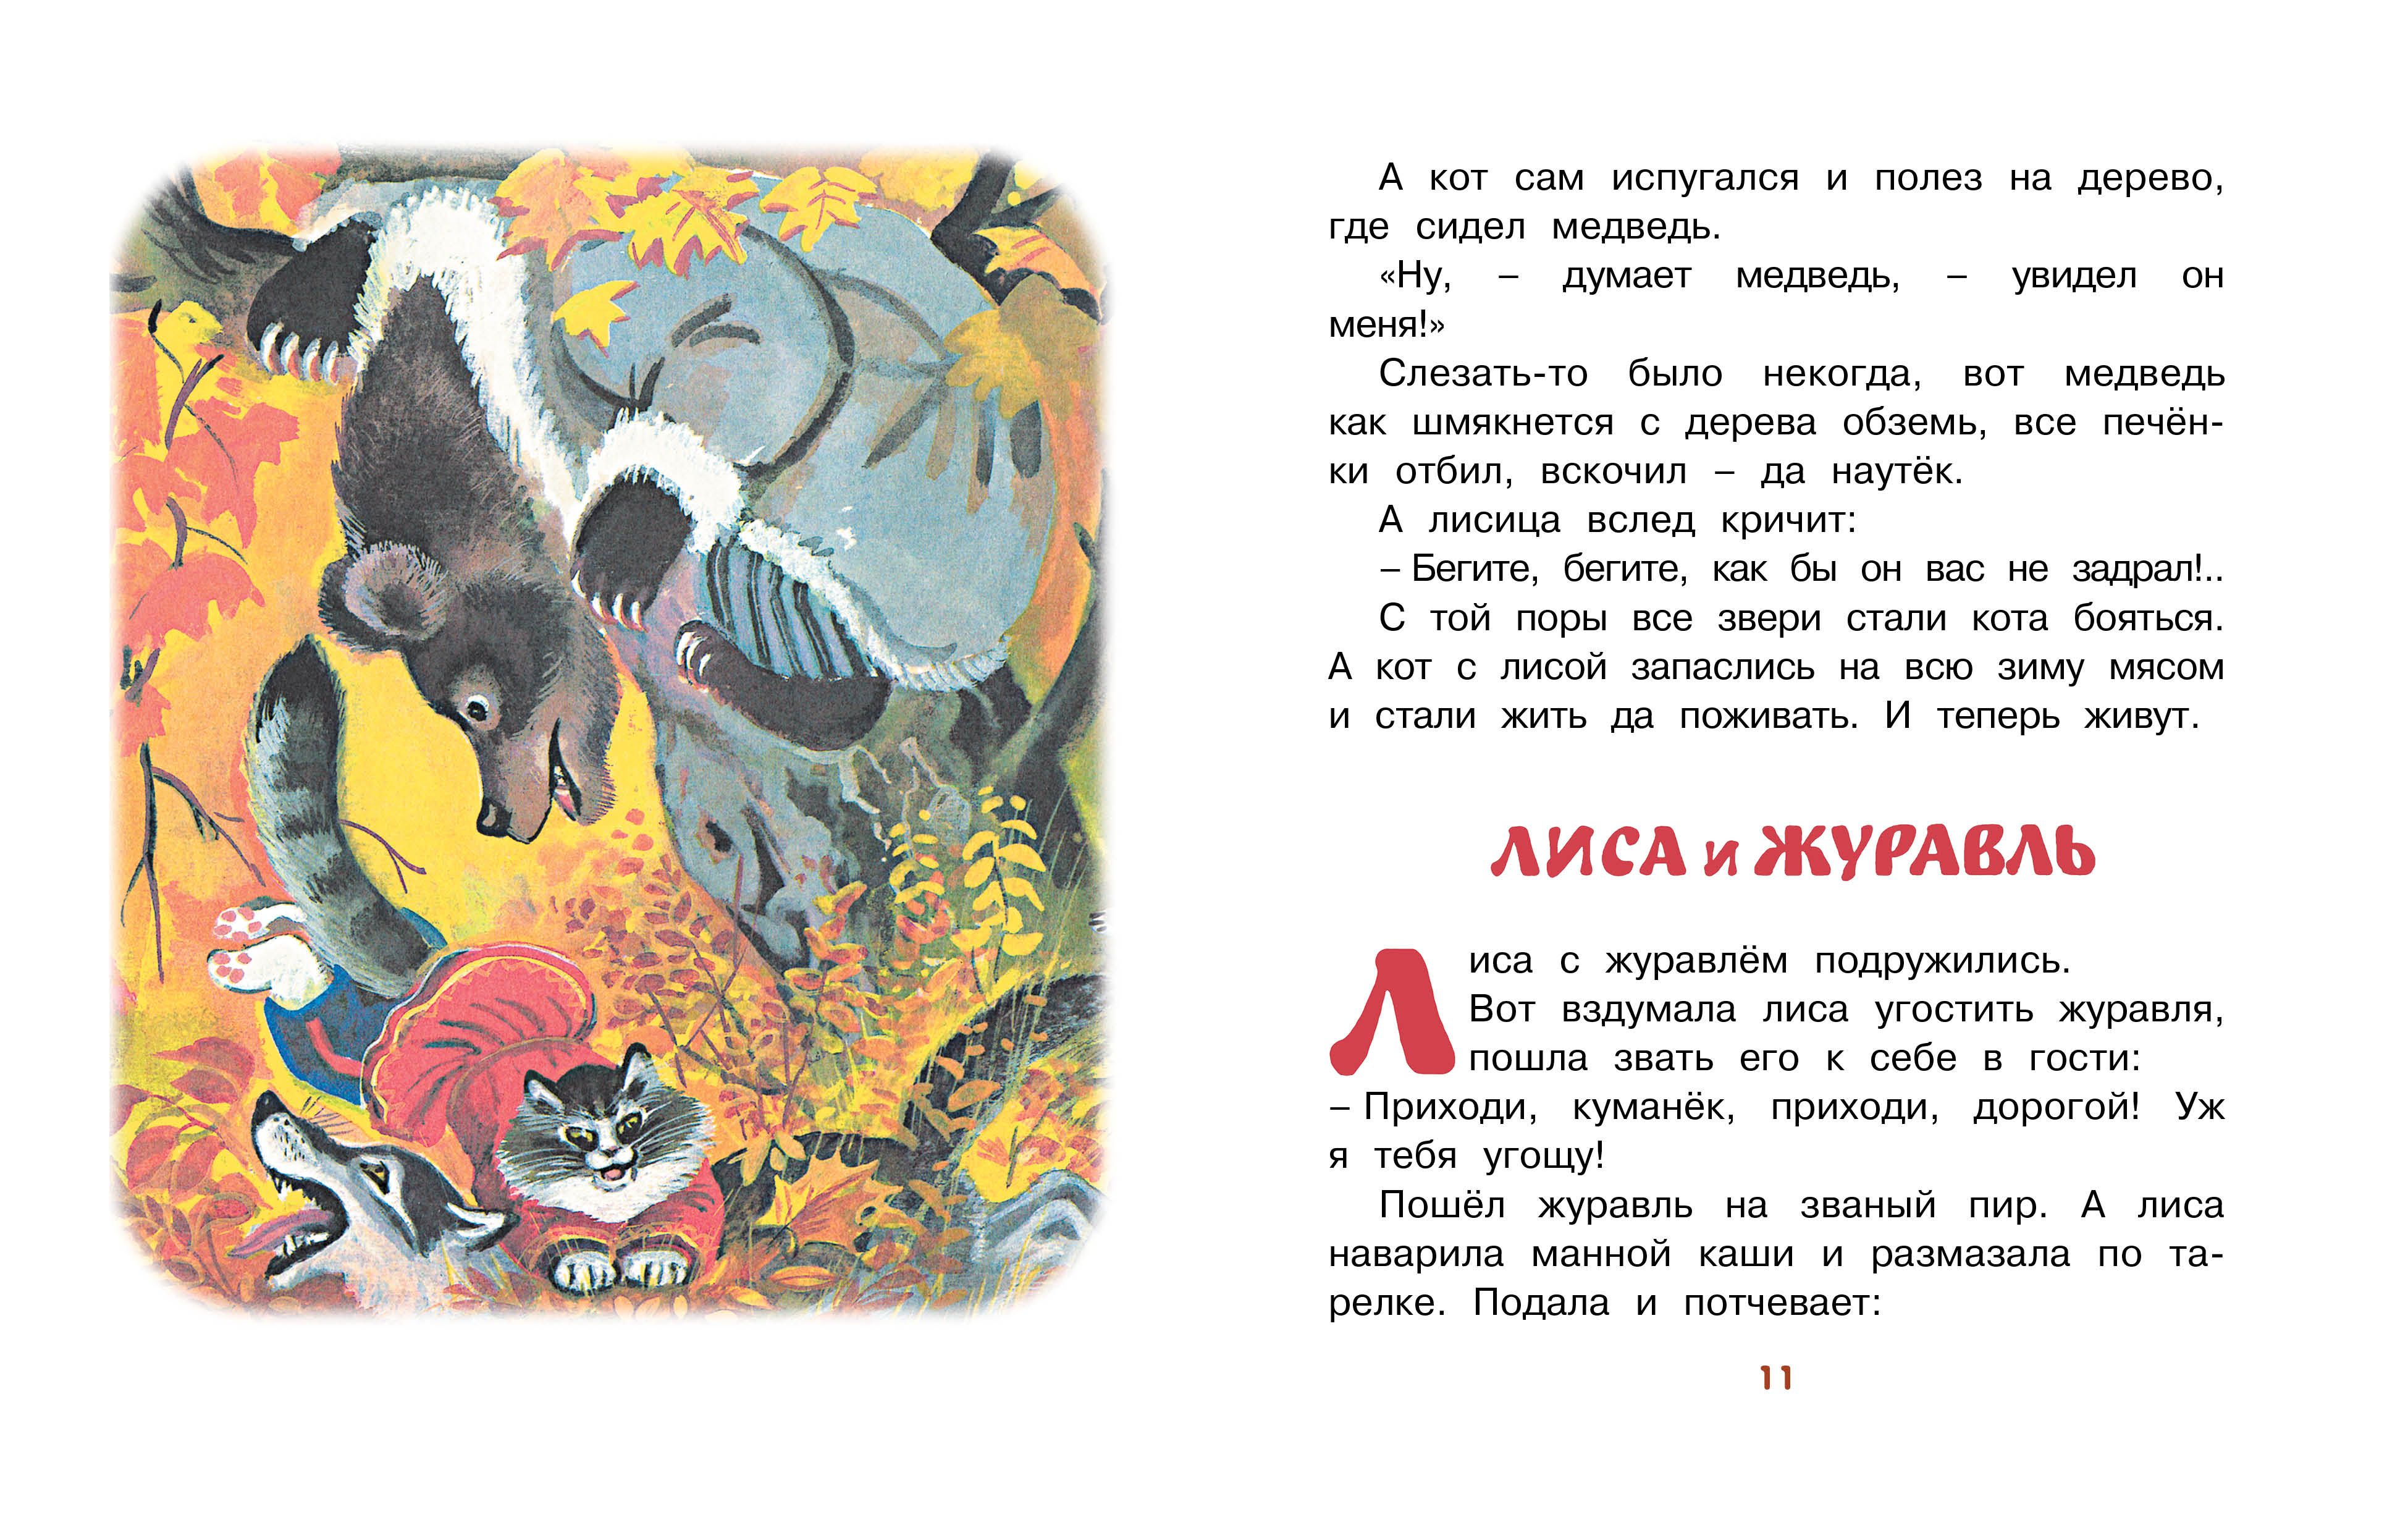 А кот сам испугался и полез на дерево,
где сидел медведь.
«Ну, – думает медведь, – увидел он
меня!»
Слезать-то было некогда, вот медведь
как шмякнется с дерева обземь, все печён-
ки отбил, вскочил – да наутёк.
А лисица вслед кричит:
– Бегите, бегите, как бы он вас не задрал!..
С той поры все звери стали кота бояться.
А кот с лисой запаслись на всю зиму мясом
и стали жить да поживать. И теперь живут.
ЛИСА и ЖУРАВЛЬ
Лиса с журавлём подружились.
Вот вздумала лиса угостить журавля,
пошла звать его к себе в гости:
– Приходи, куманёк, приходи, дорогой! Уж
я тебя угощу!
Пошёл журавль на званый пир. А лиса
наварила манной каши и размазала по та-
релке. Подала и потчевает:
11